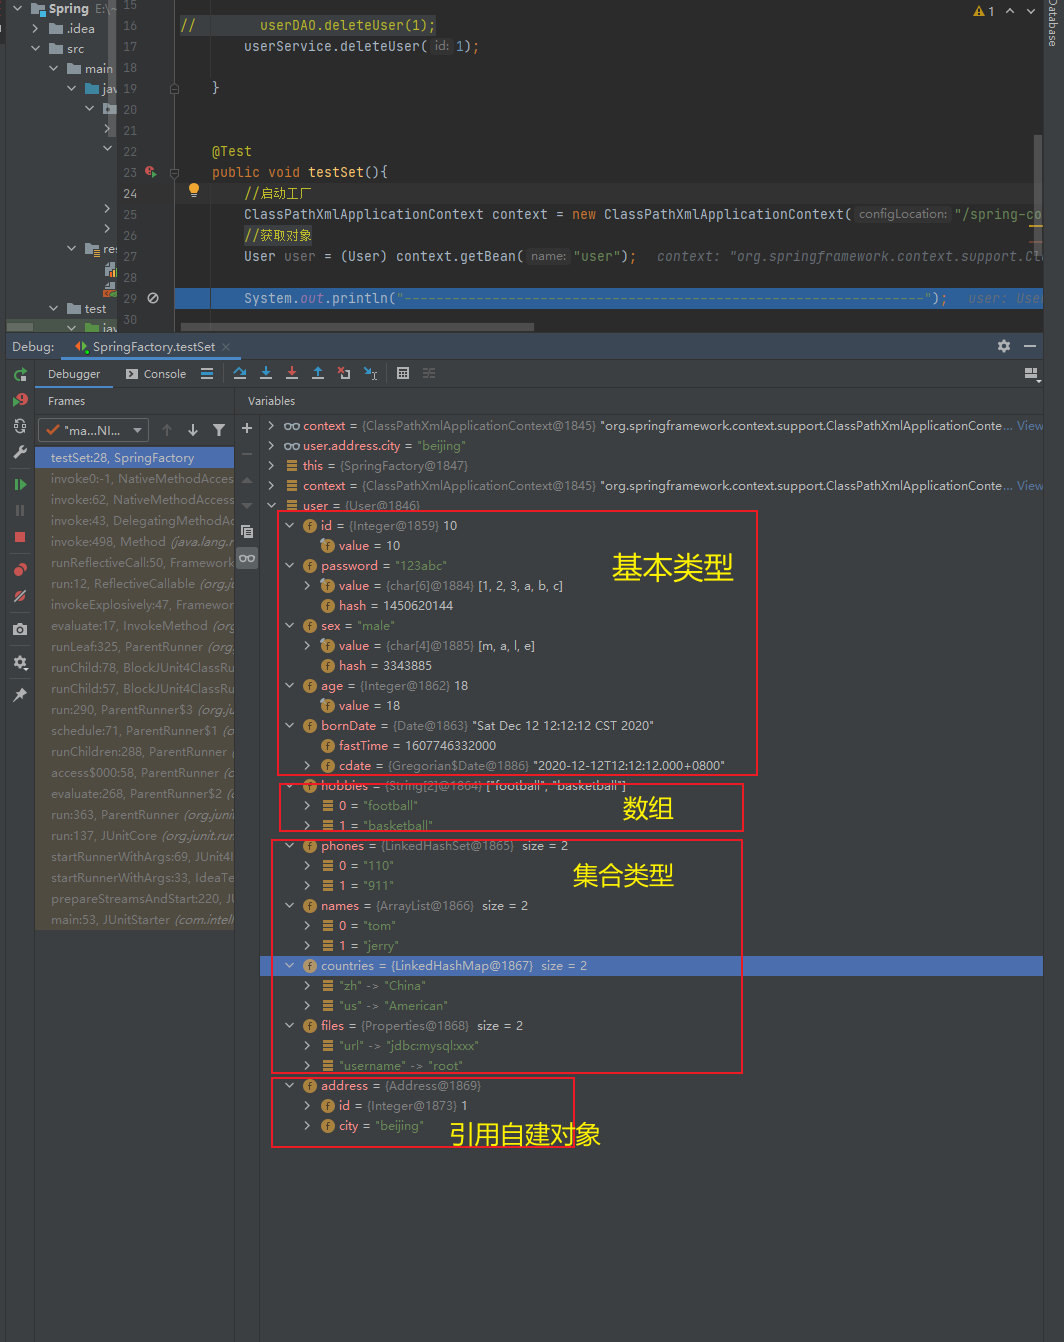 Spring E:\
.idea
src
main
test
15
16 // userDAO.deleteUser(1);
17 userService.deleteUser( id: 1);
18
19 }
20
21
22 @Test
23 public void testSet(){
24 //启动工厂
25 ClassPathXmlApplicationContext context = new ClassPathXmlApplicationContext( configLocation: "/spring-co
26 //获取对象
27 User user = (User) context.getBean( name: "user"); context: "org.springframework.context.support.Cl
28
29 System.out.println("----------------------------------------------------------------"); user: User
30
1
Database
Debug: SpringFactory.testSet
Debugger Console
Frames Variables
"ma...NI...
testSet:28, SpringFactory
invoke0:-1, NativeMethodAcces
invoke:62, NativeMethodAccess
invoke:43, DelegatingMethodAc
invoke:498, Method (java.lang.r
runReflectiveCall:50, Framework
run:12, ReflectiveCallable (org.ju
invokeExplosively:47, Framewor
evaluate:17, InvokeMethod (org
runLeaf:325, ParentRunner (org
runChild:78, BlockJUnit4ClassRu
runChild:57, BlockJUnit4ClassRu
run:290, ParentRunner$3 (org.ju
schedule:71, ParentRunner$1 (o
runChildren:288, ParentRunner
access$000:58, ParentRunner (o
evaluate:268, ParentRunner$2 (
run:363, ParentRunner (org.junit
run:137, JUnitCore (org.junit.run
startRunnerWithArgs:69, JUnit4I
startRunnerWithArgs:33, IdeaTe
prepareStreamsAndStart:220, JU
main:53, JUnitStarter (com.intell
context = {ClassPathXmlApplicationContext@1845} "org.springframework.context.support.ClassPathXmlApplicationConte... View
user.address.city = "beijing"
this = {SpringFactory@1847}
context = {ClassPathXmlApplicationContext@1845} "org.springframework.context.support.ClassPathXmlApplicationConte... View
user = {User@1846}
id = {Integer@1859} 10
value = 10
password = "123abc"
基本类型
value = {char[6]@1884} [1, 2, 3, a, b, c]
hash = 1450620144
sex = "male"
value = {char[4]@1885} [m, a, l, e]
hash = 3343885
age = {Integer@1862} 18
value = 18
bornDate = {Date@1863} "Sat Dec 12 12:12:12 CST 2020"
fastTime = 1607746332000
cdate = {Gregorian$Date@1886} "2020-12-12T12:12:12.000+0800"
hobbies = {String[2]@1864} ["football", "basketball"]
0 = "football"
数组
1 = "basketball"
phones = {LinkedHashSet@1865} size = 2
0 = "110"
集合类型
1 = "911"
names = {ArrayList@1866} size = 2
0 = "tom"
1 = "jerry"
countries = {LinkedHashMap@1867} size = 2
"zh" -> "China"
"us" -> "American"
files = {Properties@1868} size = 2
"url" -> "jdbc:mysql:xxx"
"username" -> "root"
address = {Address@1869}
id = {Integer@1873} 1
city = "beijing"
引用自建对象